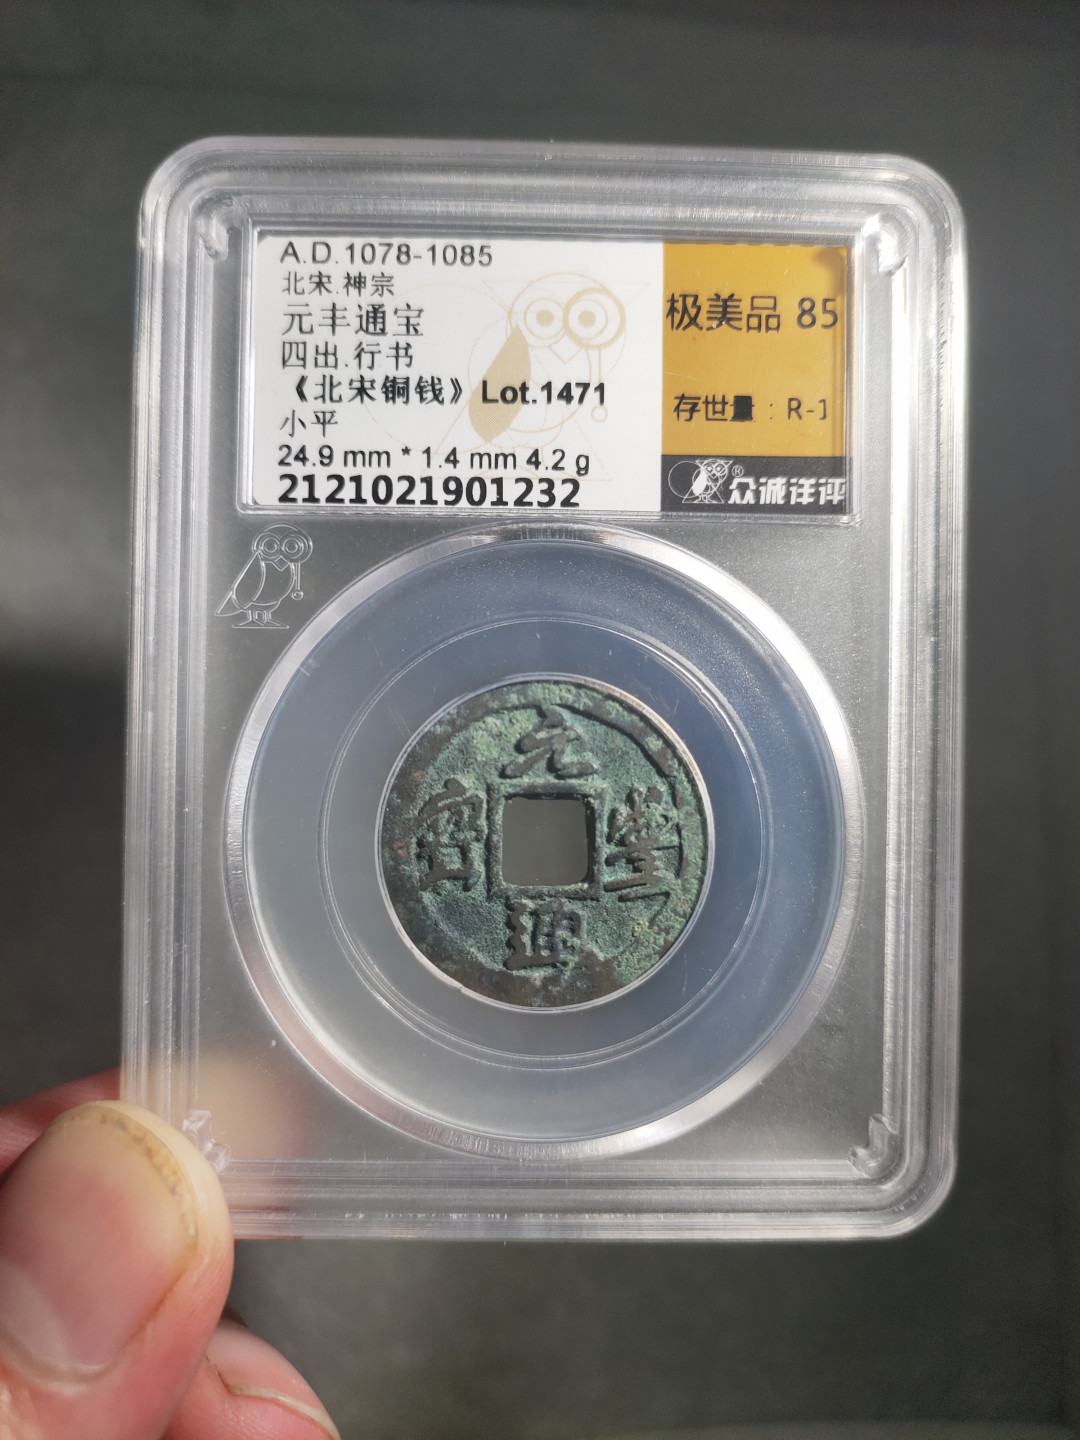 A.D.1078-1085
北宋.神宗
元丰通宝
四出.行书
《北宋铜钱》Lot.1471
小平
24.9 mm * 1.4 mm 4.2 g
2121021901232
极美品 85
存世量：R-1
®
众诚详评
元豐通寶